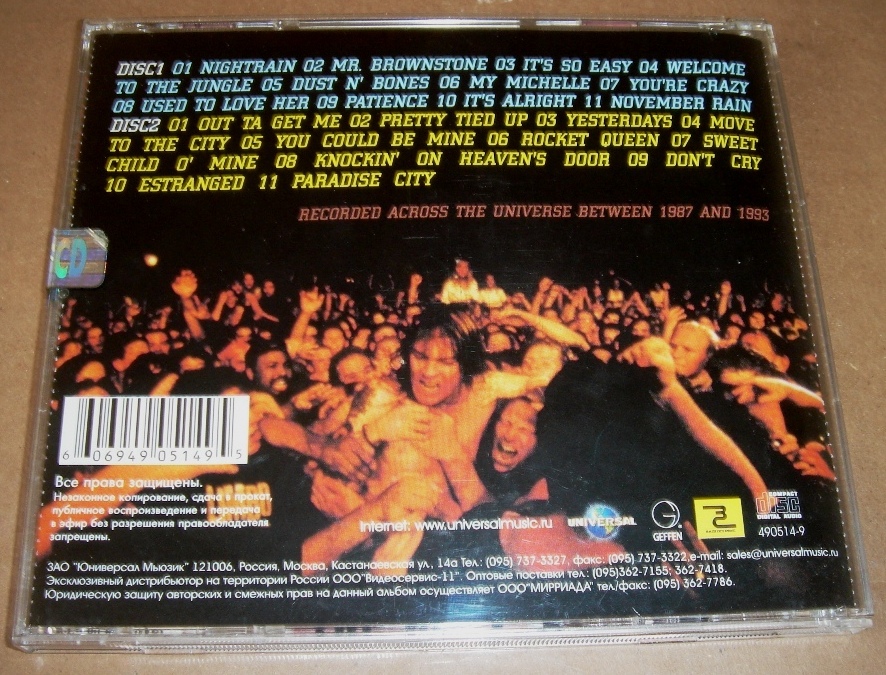 DISC1 01 NIGHTRAIN 02 MR. BROWNSTONE 03 IT'S SO EASY 04 WELCOME
TO THE JUNGLE 05 DUST N' BONES 06 MY MICHELLE 07 YOU'RE CRAZY
08 USED TO LOVE HER 09 PATIENCE 10 IT'S ALRIGHT 11 NOVEMBER RAIN
DISC2 01 OUT TA GET ME 02 PRETTY TIED UP 03 YESTERDAYS 04 MOVE
TO THE CITY 05 YOU COULD BE MINE 06 ROCKET QUEEN 07 SWEET
CHILD O' MINE 08 KNOCKIN' ON HEAVEN'S DOOR 09 DON'T CRY
10 ESTRANGED 11 PARADISE CITY
RECORDED ACROSS THE UNIVERSE BETWEEN 1987 AND 1993
CD
6 06949 05149 5
Все права защищены.
Незаконное копирование, сдача в прокат,
публичное воспроизведение и передача
в эфир без разрешения правообладателя
запрещены.
Internet: www.universalmusic.ru
UNIVERSAL
GEFFEN
COMPACT
disc
DIGITAL AUDIO
490514-9
ЗАО "Юниверсал Мьюзик" 121006, Россия, Москва, Кастанаевская ул., 14а Тел.: (095) 737-3327, факс: (095) 737-3322,e-mail: sales@universalmusic.ru
Эксклюзивный дистрибьютор на территории России ООО"Видеосервис-11". Оптовые поставки тел.: (095)362-7155; 362-7418.
Юридическую защиту авторских и смежных прав на данный альбом осуществляет ООО"МИРРИАДА" тел./факс: (095) 362-7786.